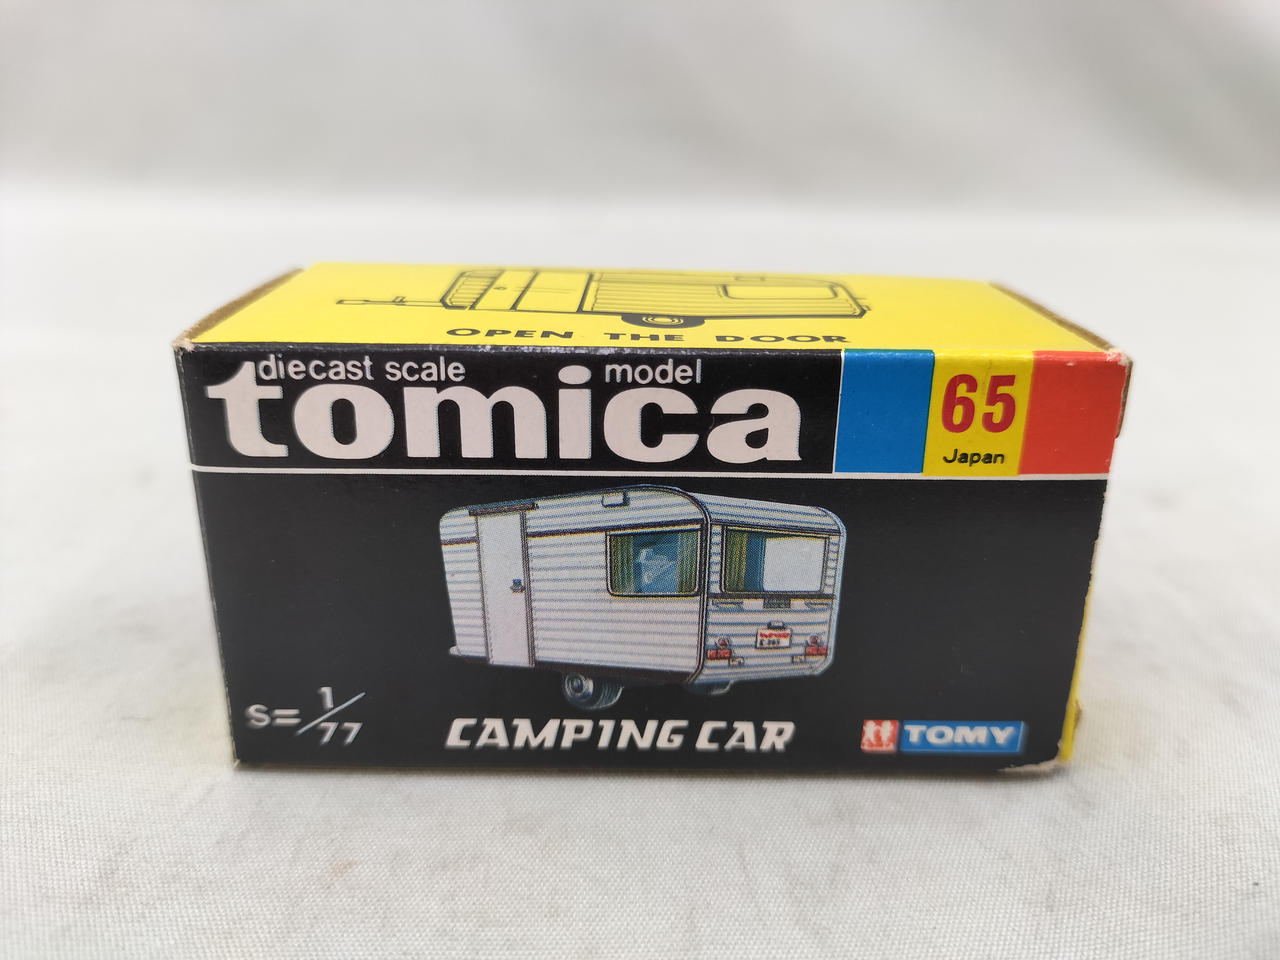 OPEN THE DOOR
diecast scale model
tomica
65
Japan
S=1/77
CAMPING CAR
TOMY